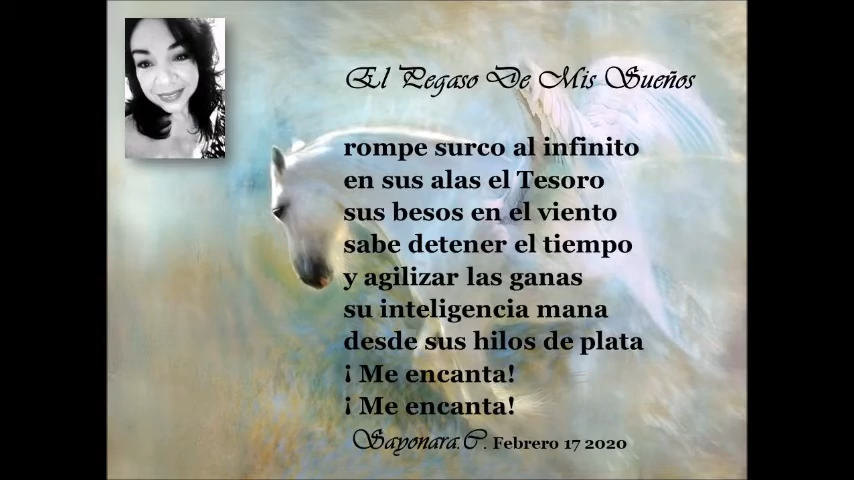 El Pegaso De Mis Sueños
rompe surco al infinito
en sus alas el Tesoro
sus besos en el viento
sabe detener el tiempo
y agilizar las ganas
su inteligencia mana
desde sus hilos de plata
¡ Me encanta!
¡ Me encanta!
Sayonara.C. Febrero 17 2020